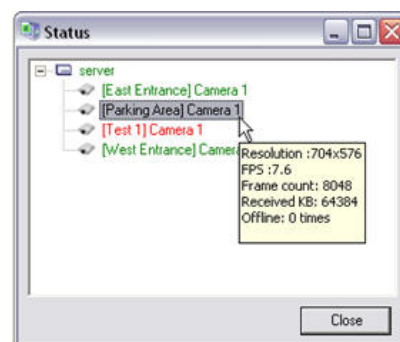 Status
server
[East Entrance] Camera 1
[Parking Area] Camera 1
[Test 1] Camera 1
[West Entrance] Camera
Resolution :704x576
FPS :7.6
Frame count: 8048
Received KB: 64384
Offline: 0 times
Close